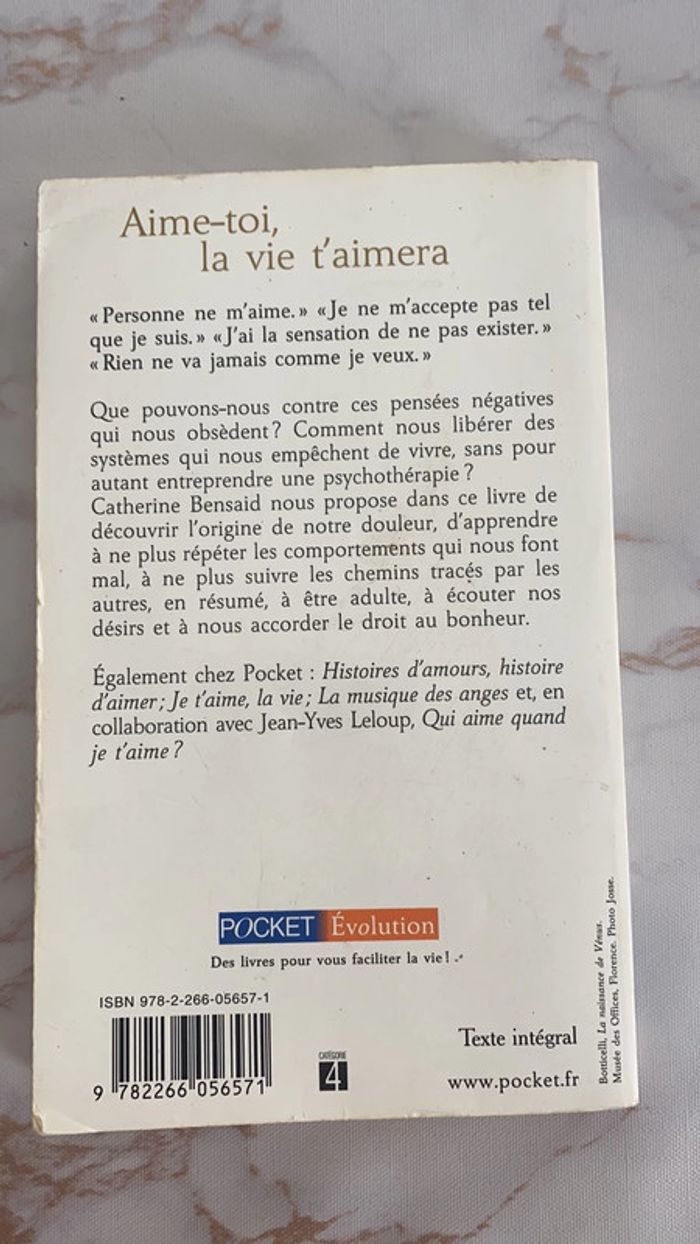 Aime-toi,
la vie t'aimera
« Personne ne m'aime. » « Je ne m'accepte pas tel
que je suis. » « J'ai la sensation de ne pas exister. »
« Rien ne va jamais comme je veux. »
Que pouvons-nous contre ces pensées négatives
qui nous obsèdent ? Comment nous libérer des
systèmes qui nous empêchent de vivre, sans pour
autant entreprendre une psychothérapie ?
Catherine Bensaid nous propose dans ce livre de
découvrir l'origine de notre douleur, d'apprendre
à ne plus répéter les comportements qui nous font
mal, à ne plus suivre les chemins tracés par les
autres, en résumé, à être adulte, à écouter nos
désirs et à nous accorder le droit au bonheur.
Également chez Pocket : Histoires d'amours, histoire
d'aimer ; Je t'aime, la vie ; La musique des anges et, en
collaboration avec Jean-Yves Leloup, Qui aime quand
je t'aime ?
POCKET Évolution
Des livres pour vous faciliter la vie !
ISBN 978-2-266-05657-1
9 782266 056571
CATÉGORIE
4
Texte intégral
www.pocket.fr
Botticelli, La naissance de Vénus.
Musée des Offices, Florence. Photo Josse.